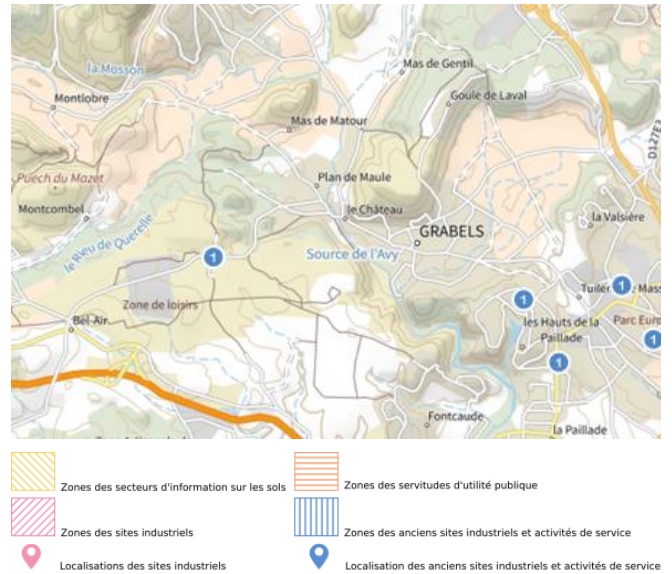 la Mosson
Mas de Gentil
Montlobre
Goule de Laval
Mas de Matour
D127E3
Puech du Mazet
Plan de Maule
Montcombel
le Château
la Valsière
GRABELS
le Rieu de Querelle
Source de l'Avy
1
1
Zone de loisirs
1
Bel-Air
les Hauts de la
Paillade
Parc Euro
1
1
Fontcaude
la Paillade
Zones des secteurs d'information sur les sols
Zones des servitudes d'utilité publique
Zones des sites industriels
Zones des anciens sites industriels et activités de service
Localisations des sites industriels
Localisation des anciens sites industriels et activités de service